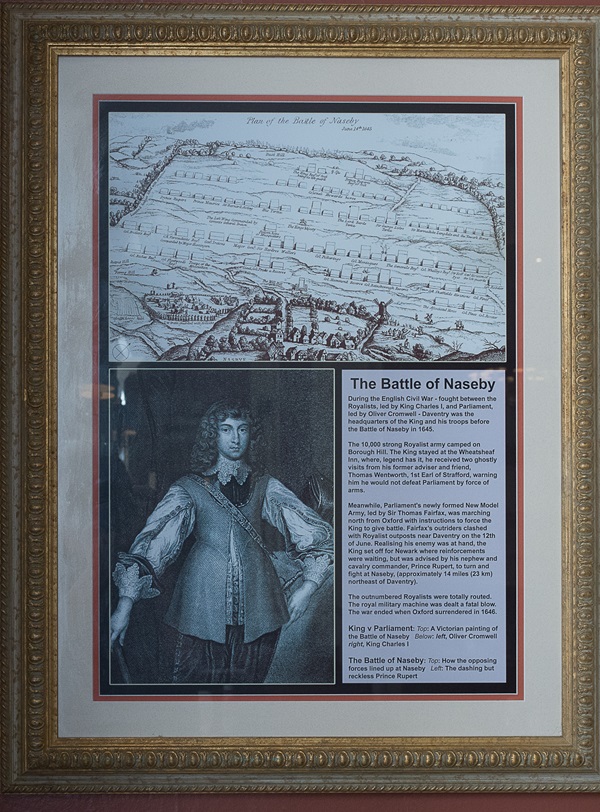 Plan of the Battle of Naseby
June 14th 1645
NASEBY
The Battle of Naseby
During the English Civil War - fought between the
Royalists, led by King Charles I, and Parliament,
led by Oliver Cromwell - Daventry was the
headquarters of the King and his troops before
the Battle of Naseby in 1645.
The 10,000 strong Royalist army camped on
Borough Hill. The King stayed at the Wheatsheaf
Inn, where, legend has it, he received two ghostly
visits from his former adviser and friend,
Thomas Wentworth, 1st Earl of Strafford, warning
him he would not defeat Parliament by force of
arms.
Meanwhile, Parliament's newly formed New Model
Army, led by Sir Thomas Fairfax, was marching
north from Oxford with instructions to force the
King to give battle. Fairfax's outriders clashed
with Royalist outposts near Daventry on the 12th
of June. Realising his enemy was at hand, the
King set off for Newark where reinforcements
were waiting, but was advised by his nephew and
cavalry commander, Prince Rupert, to turn and
fight at Naseby, (approximately 14 miles (23 km)
northeast of Daventry).
The outnumbered Royalists were totally routed.
The royal military machine was dealt a fatal blow.
The war ended when Oxford surrendered in 1646.
King v Parliament: Top: A Victorian painting of
the Battle of Naseby Below: left, Oliver Cromwell
right, King Charles I
The Battle of Naseby: Top: How the opposing
forces lined up at Naseby Left: The dashing but
reckless Prince Rupert